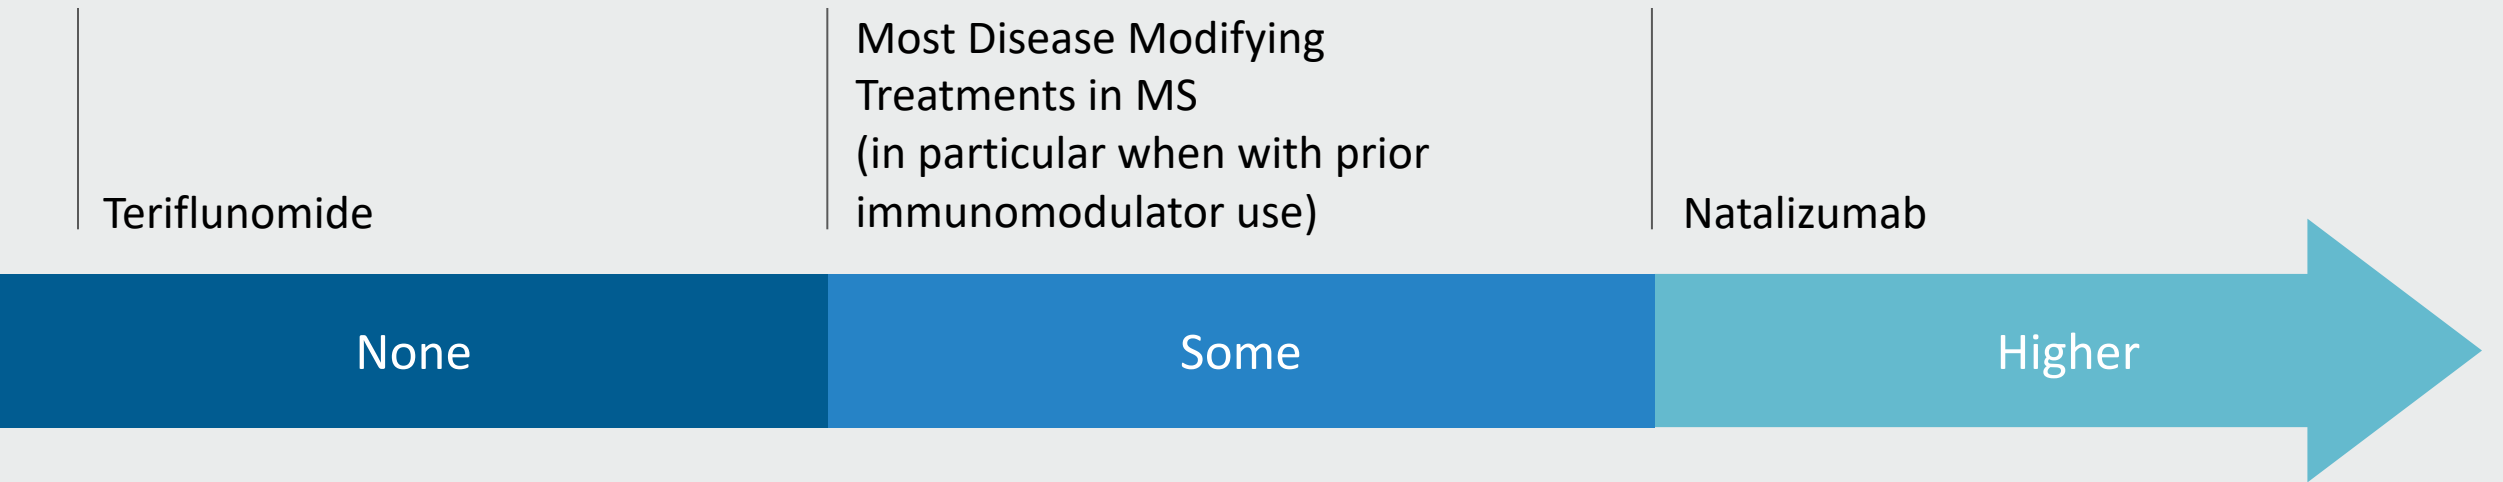 Teriflunomide
Most Disease Modifying
Treatments in MS
(in particular when with prior
immunomodulator use)
Natalizumab
None
Some
Higher